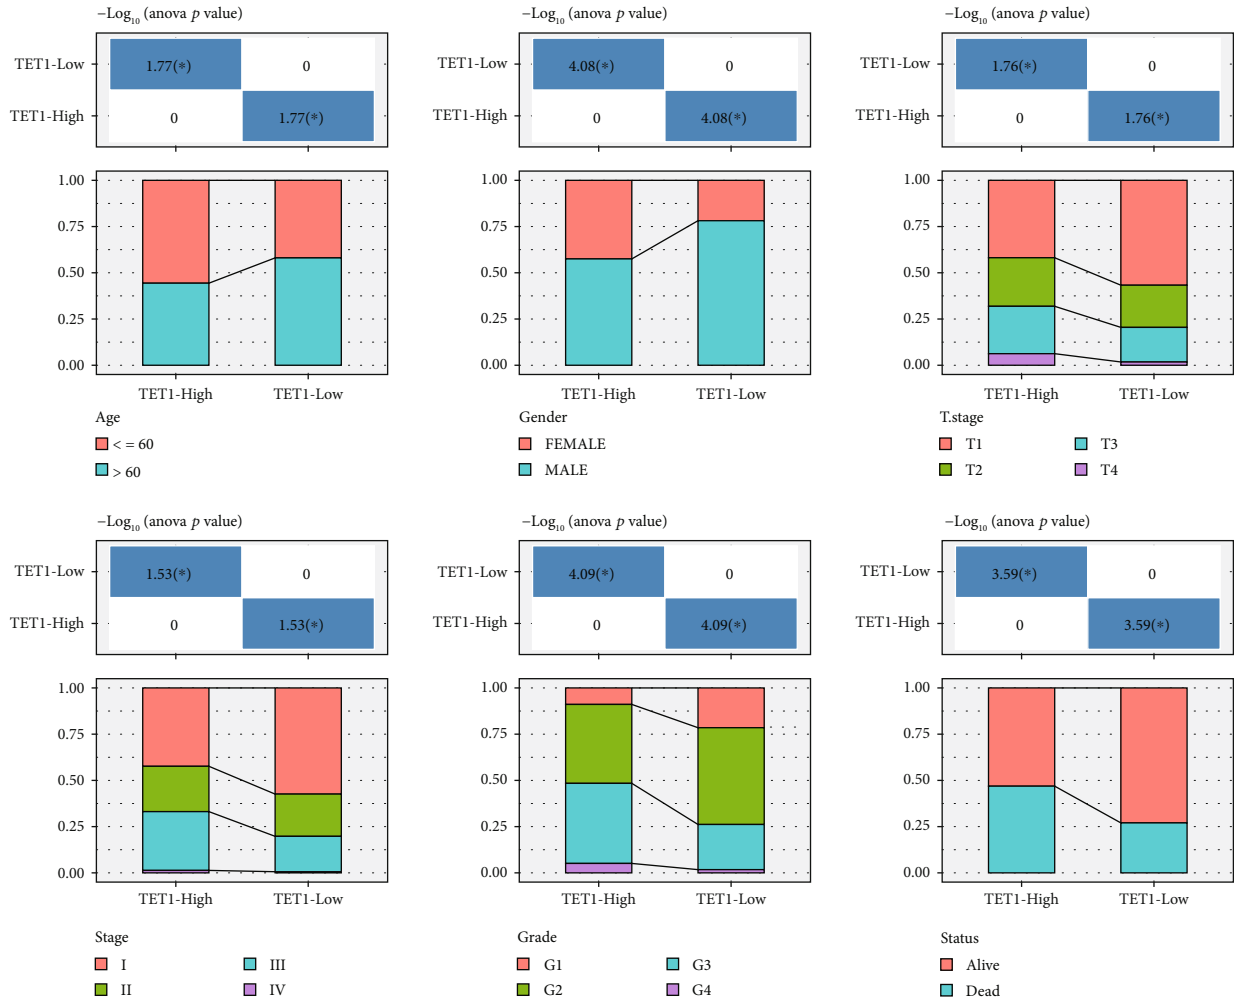 −Log₁₀ (anova p value)
TET1-Low
1.77(*)
0
TET1-High
0
1.77(*)
1.00
0.75
0.50
0.25
0.00
TET1-High
TET1-Low
Age
< = 60
> 60
−Log₁₀ (anova p value)
TET1-Low
4.08(*)
0
TET1-High
0
4.08(*)
1.00
0.75
0.50
0.25
0.00
TET1-High
TET1-Low
Gender
FEMALE
MALE
−Log₁₀ (anova p value)
TET1-Low
1.76(*)
0
TET1-High
0
1.76(*)
1.00
0.75
0.50
0.25
0.00
TET1-High
TET1-Low
T.stage
T1
T3
T2
T4
−Log₁₀ (anova p value)
TET1-Low
1.53(*)
0
TET1-High
0
1.53(*)
1.00
0.75
0.50
0.25
0.00
TET1-High
TET1-Low
Stage
I
III
II
IV
−Log₁₀ (anova p value)
TET1-Low
4.09(*)
0
TET1-High
0
4.09(*)
1.00
0.75
0.50
0.25
0.00
TET1-High
TET1-Low
Grade
G1
G3
G2
G4
−Log₁₀ (anova p value)
TET1-Low
3.59(*)
0
TET1-High
0
3.59(*)
1.00
0.75
0.50
0.25
0.00
TET1-High
TET1-Low
Status
Alive
Dead